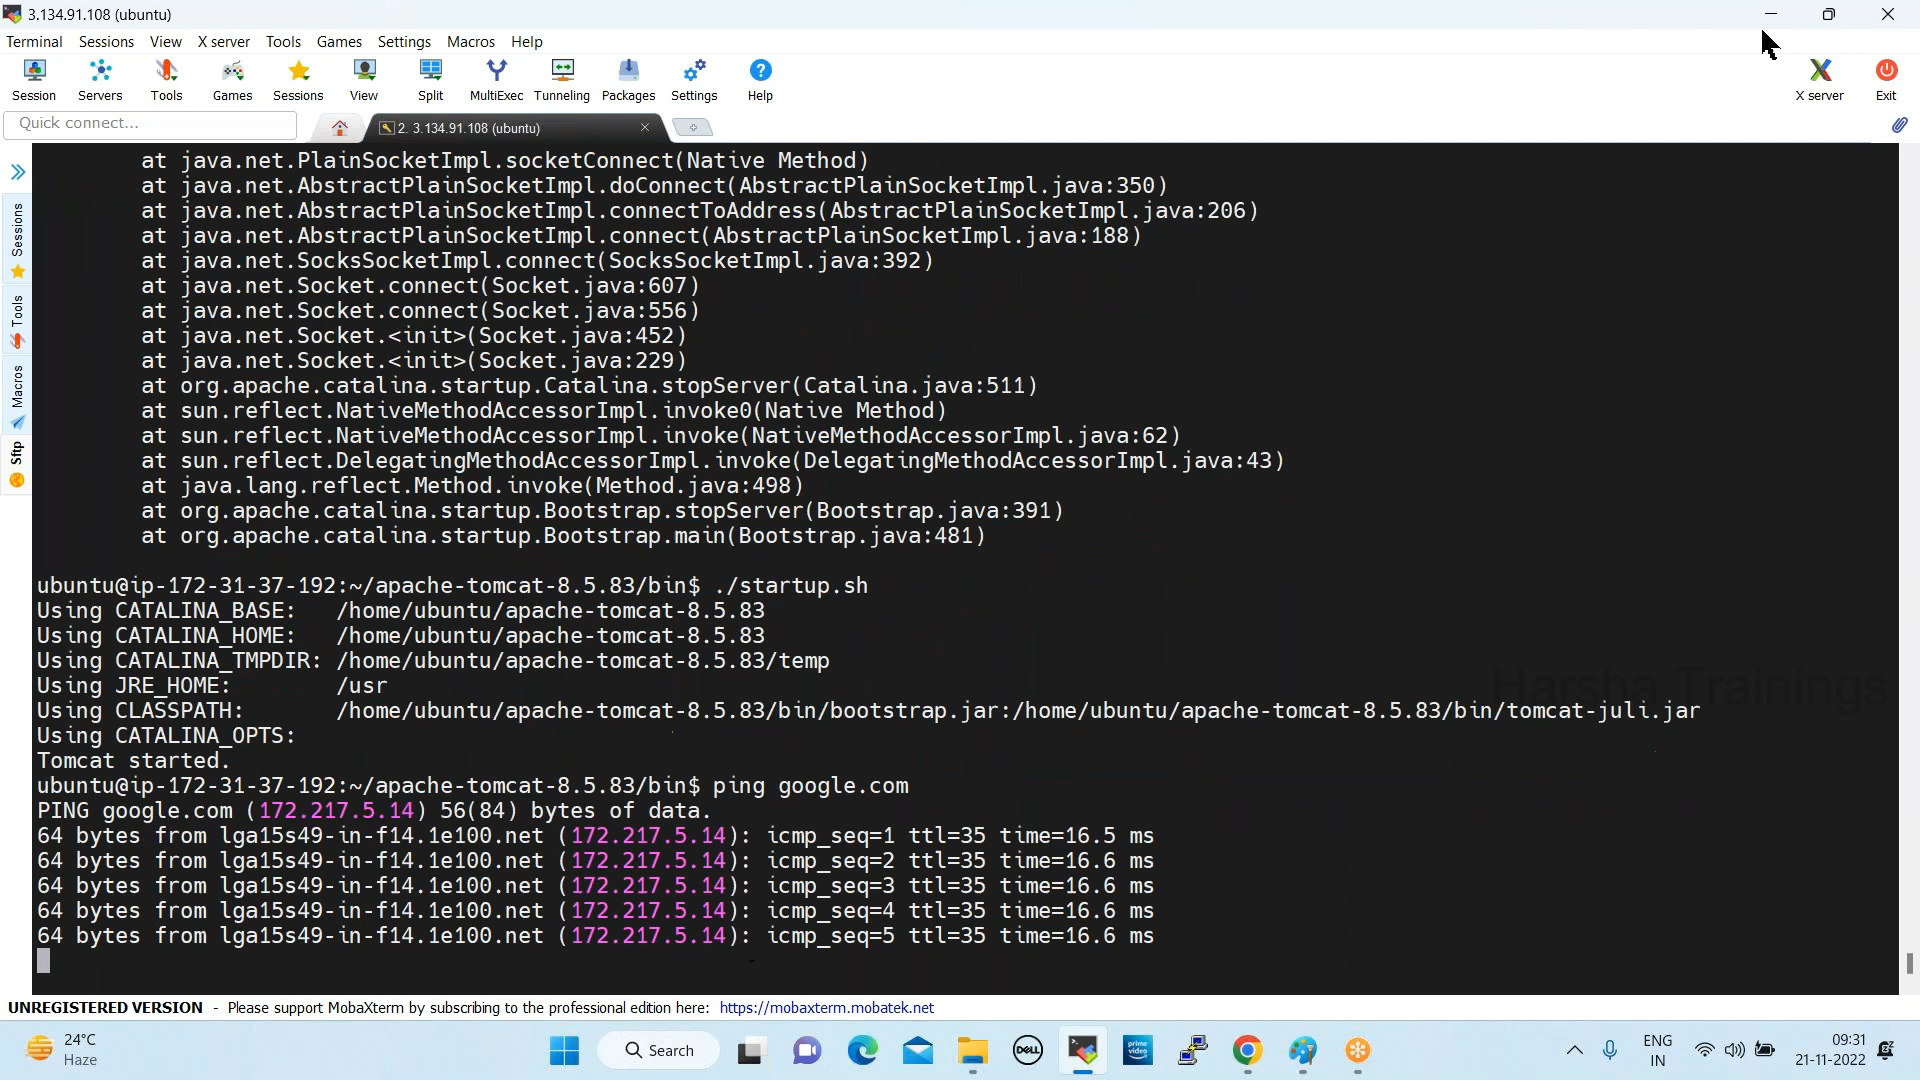 3.134.91.108 (ubuntu)
Terminal Sessions View X server Tools Games Settings Macros Help
Session Servers Tools Games Sessions View Split MultiExec Tunneling Packages Settings Help X server Exit
Quick connect...
2. 3.134.91.108 (ubuntu)
Sessions
Tools
Macros
Sftp
at java.net.PlainSocketImpl.socketConnect(Native Method)
at java.net.AbstractPlainSocketImpl.doConnect(AbstractPlainSocketImpl.java:350)
at java.net.AbstractPlainSocketImpl.connectToAddress(AbstractPlainSocketImpl.java:206)
at java.net.AbstractPlainSocketImpl.connect(AbstractPlainSocketImpl.java:188)
at java.net.SocksSocketImpl.connect(SocksSocketImpl.java:392)
at java.net.Socket.connect(Socket.java:607)
at java.net.Socket.connect(Socket.java:556)
at java.net.Socket.<init>(Socket.java:452)
at java.net.Socket.<init>(Socket.java:229)
at org.apache.catalina.startup.Catalina.stopServer(Catalina.java:511)
at sun.reflect.NativeMethodAccessorImpl.invoke0(Native Method)
at sun.reflect.NativeMethodAccessorImpl.invoke(NativeMethodAccessorImpl.java:62)
at sun.reflect.DelegatingMethodAccessorImpl.invoke(DelegatingMethodAccessorImpl.java:43)
at java.lang.reflect.Method.invoke(Method.java:498)
at org.apache.catalina.startup.Bootstrap.stopServer(Bootstrap.java:391)
at org.apache.catalina.startup.Bootstrap.main(Bootstrap.java:481)
ubuntu@ip-172-31-37-192:~/apache-tomcat-8.5.83/bin$ ./startup.sh
Using CATALINA_BASE: /home/ubuntu/apache-tomcat-8.5.83
Using CATALINA_HOME: /home/ubuntu/apache-tomcat-8.5.83
Using CATALINA_TMPDIR: /home/ubuntu/apache-tomcat-8.5.83/temp
Using JRE_HOME: /usr
Harsha Trainings
Using CLASSPATH: /home/ubuntu/apache-tomcat-8.5.83/bin/bootstrap.jar:/home/ubuntu/apache-tomcat-8.5.83/bin/tomcat-juli.jar
Using CATALINA_OPTS:
Tomcat started.
ubuntu@ip-172-31-37-192:~/apache-tomcat-8.5.83/bin$ ping google.com
PING google.com (172.217.5.14) 56(84) bytes of data.
64 bytes from lga15s49-in-f14.1e100.net (172.217.5.14): icmp_seq=1 ttl=35 time=16.5 ms
64 bytes from lga15s49-in-f14.1e100.net (172.217.5.14): icmp_seq=2 ttl=35 time=16.6 ms
64 bytes from lga15s49-in-f14.1e100.net (172.217.5.14): icmp_seq=3 ttl=35 time=16.6 ms
64 bytes from lga15s49-in-f14.1e100.net (172.217.5.14): icmp_seq=4 ttl=35 time=16.6 ms
64 bytes from lga15s49-in-f14.1e100.net (172.217.5.14): icmp_seq=5 ttl=35 time=16.6 ms
UNREGISTERED VERSION - Please support MobaXterm by subscribing to the professional edition here: https://mobaxterm.mobatek.net
24°C
Haze
Search
DELL
prime video
ENG
IN
09:31
21-11-2022